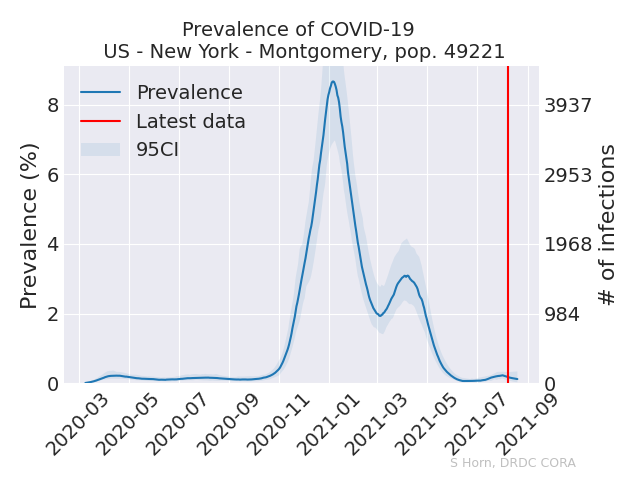 Prevalence of COVID-19
US - New York - Montgomery, pop. 49221
Prevalence
Latest data
95CI
Prevalence (%)
8
6
4
2
0
3937
2953
1968
984
0
# of infections
2020-03
2020-05
2020-07
2020-09
2020-11
2021-01
2021-03
2021-05
2021-07
2021-09
S Horn, DRDC CORA